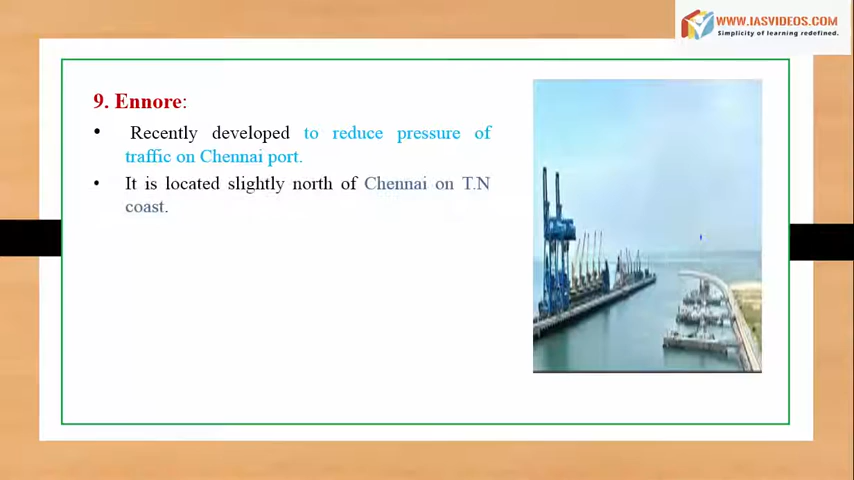 WWW.IASVIDEOS.COM
Simplicity of learning redefined.
9. Ennore:
• Recently developed to reduce pressure of
traffic on Chennai port.
• It is located slightly north of Chennai on T.N
coast.